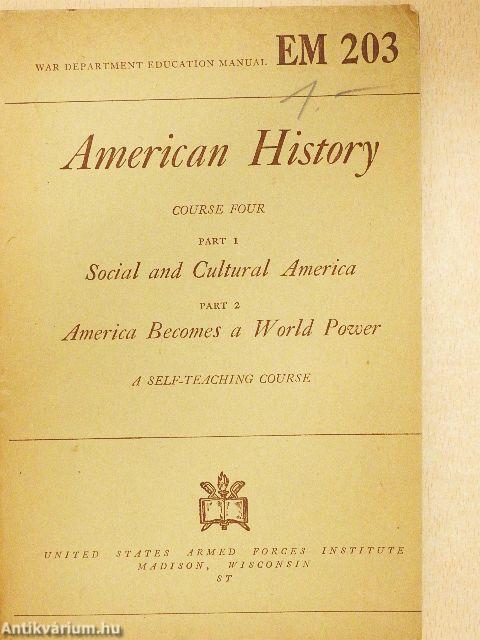 WAR DEPARTMENT EDUCATION MANUAL EM 203
1.-
American History
COURSE FOUR
PART 1
Social and Cultural America
PART 2
America Becomes a World Power
A SELF-TEACHING COURSE
UNITED STATES ARMED FORCES INSTITUTE
MADISON, WISCONSIN
ST
Antikvárium.hu